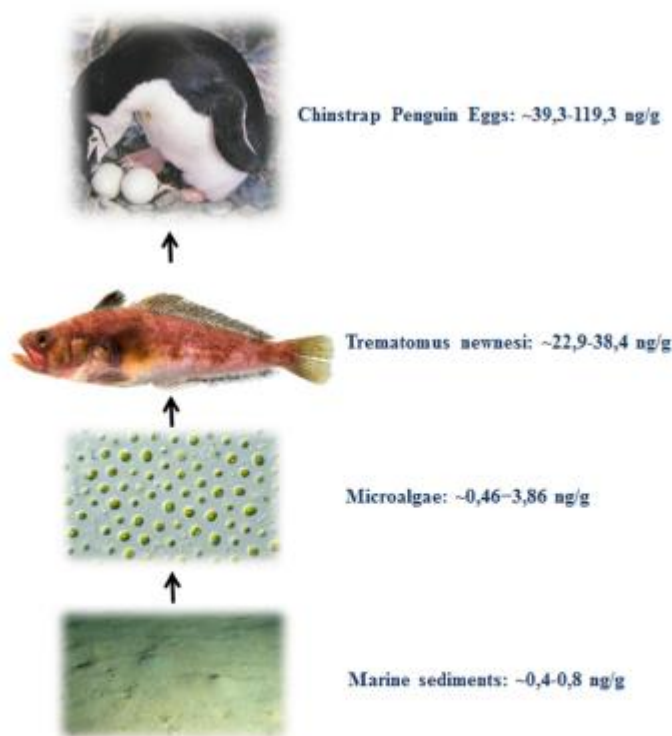 Chinstrap Penguin Eggs: ~39,3-119,3 ng/g
Trematomus newnesi: ~22,9-38,4 ng/g
Microalgae: ~0,46−3,86 ng/g
Marine sediments: ~0,4-0,8 ng/g